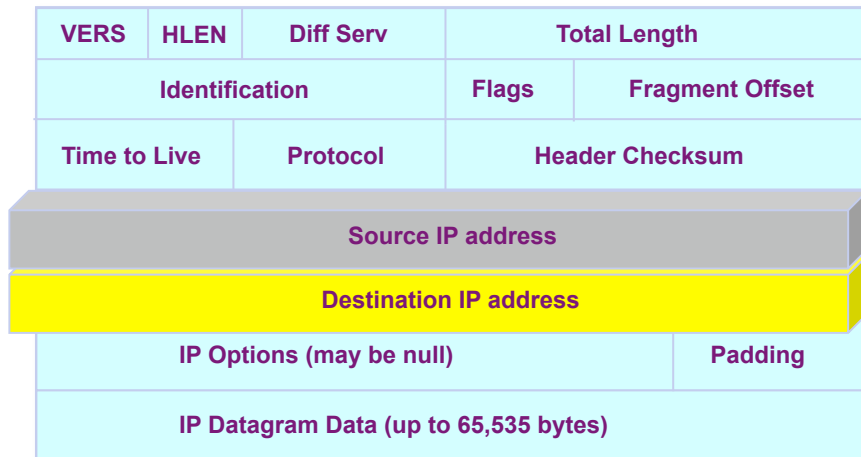 VERS HLEN Diff Serv Total Length
Identification Flags Fragment Offset
Time to Live Protocol Header Checksum
Source IP address
Destination IP address
IP Options (may be null) Padding
IP Datagram Data (up to 65,535 bytes)